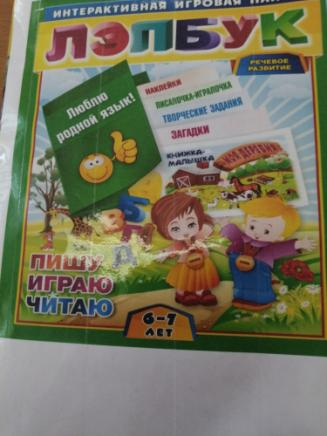 ИНТЕРАКТИВНАЯ ИГРОВАЯ
ЛЭПБУК
РЕЧЕВОЕ
РАЗВИТИЕ
Люблю
родной язык!
НАКЛЕЙКИ
ПИСАЛОЧКА-ИГРАЛОЧКА
ТВОРЧЕСКИЕ ЗАДАНИЯ
ЗАГАДКИ
КНИЖКА-
МАЛЫШКА
ПИШУ
ИГРАЮ
ЧИТАЮ
6-7
ЛЕТ